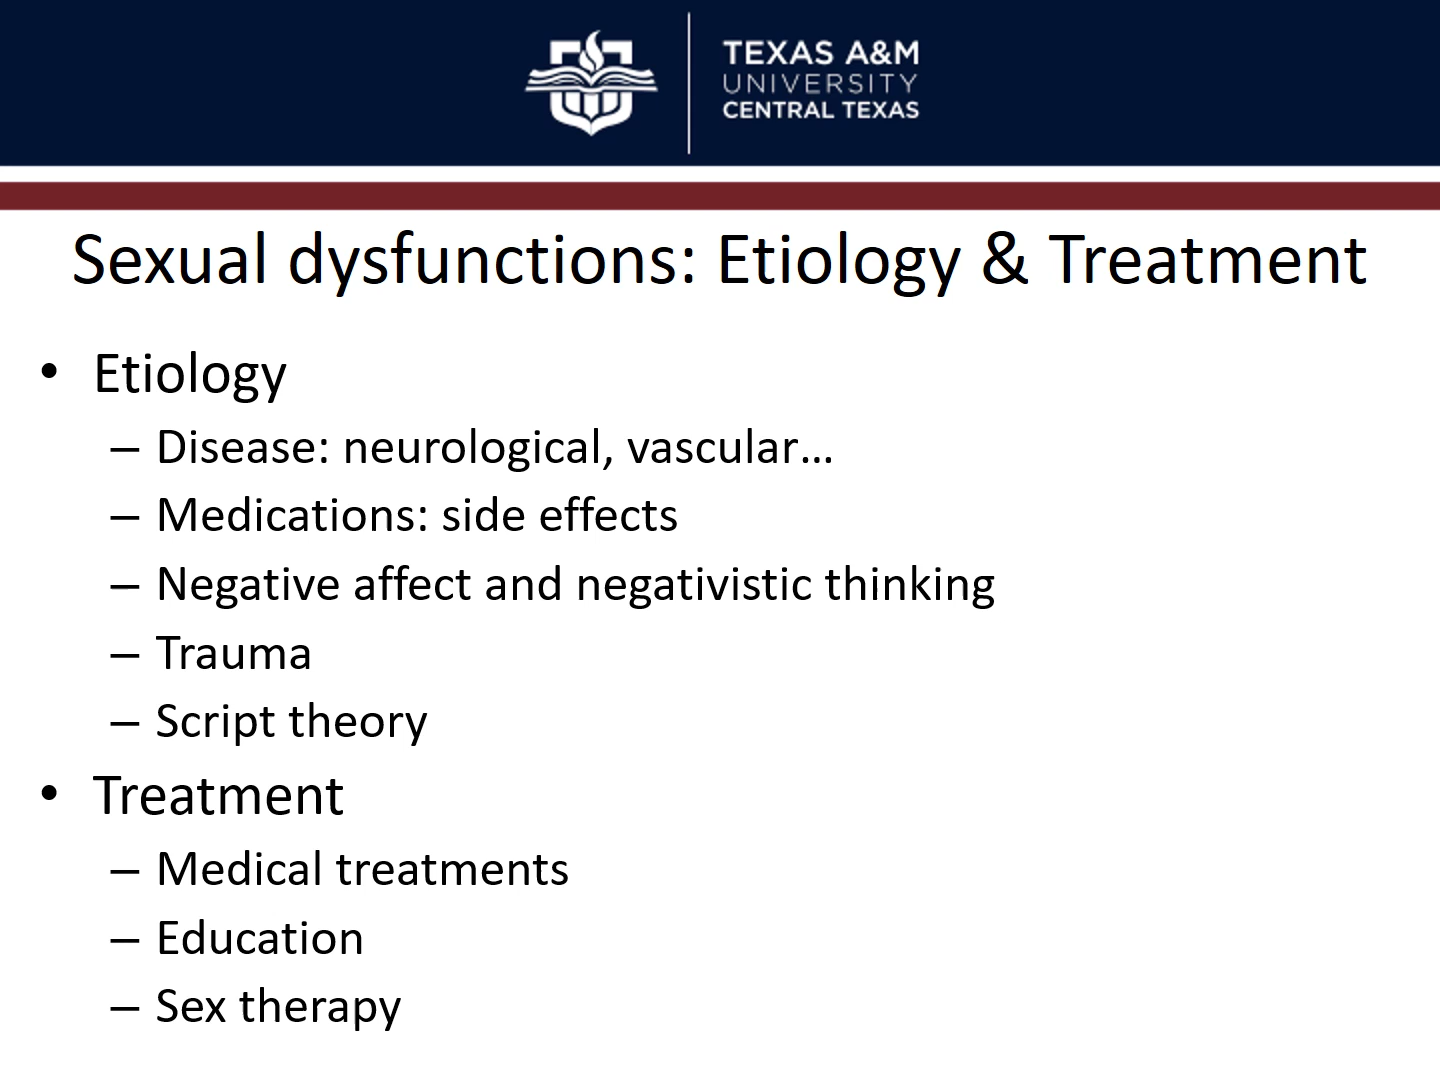 TEXAS A&M
UNIVERSITY
CENTRAL TEXAS
Sexual dysfunctions: Etiology & Treatment
• Etiology
– Disease: neurological, vascular…
– Medications: side effects
– Negative affect and negativistic thinking
– Trauma
– Script theory
• Treatment
– Medical treatments
– Education
– Sex therapy